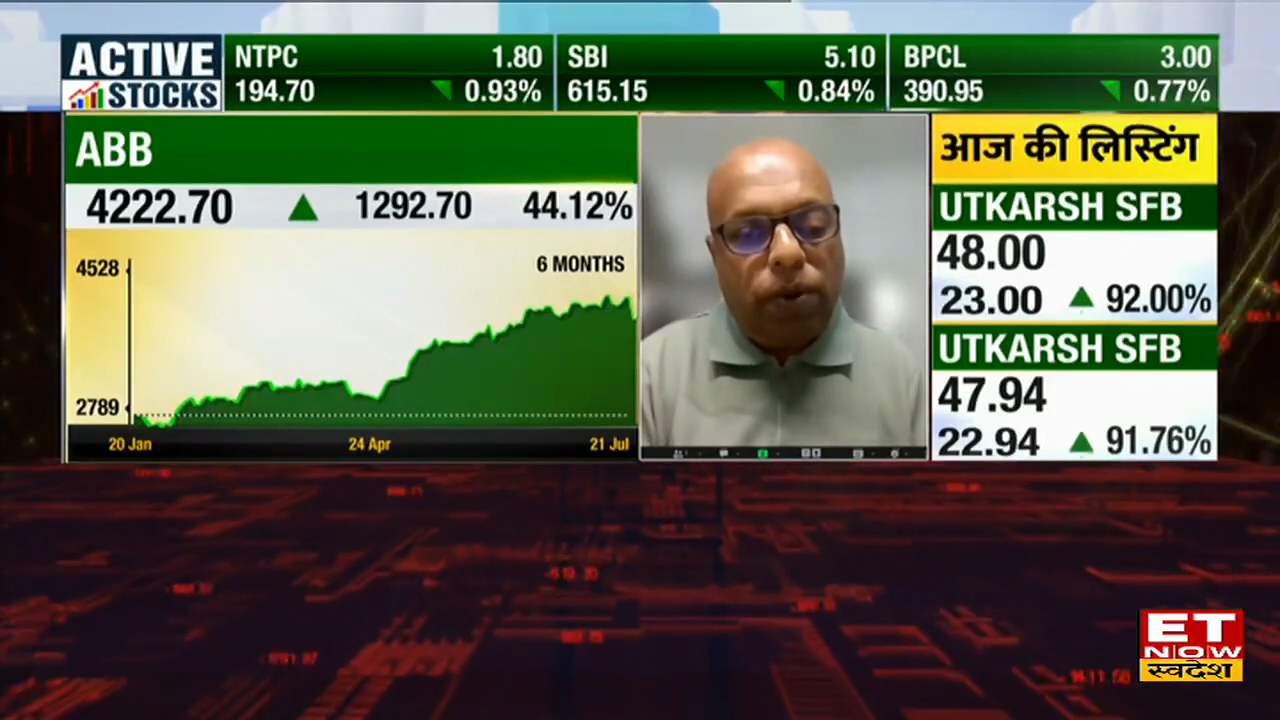 ACTIVE
STOCKS
NTPC 1.80
194.70 0.93%
SBI 5.10
615.15 0.84%
BPCL 3.00
390.95 0.77%
ABB
4222.70 1292.70 44.12%
6 MONTHS
4528
2789
20 Jan 24 Apr 21 Jul
आज की लिस्टिंग
UTKARSH SFB
48.00
23.00 92.00%
UTKARSH SFB
47.94
22.94 91.76%
ET
NOW
स्वदेश